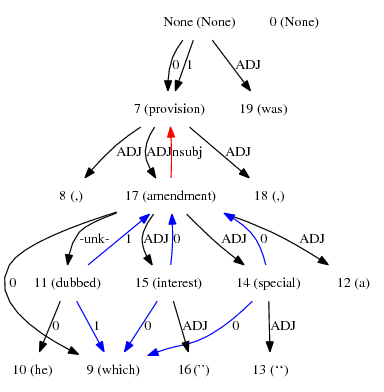 None (None) 0 (None)
0 1 ADJ
7 (provision) 19 (was)
ADJ ADJ nsubj ADJ
8 (,) 17 (amendment) 18 (,)
0 -unk- 1 ADJ 0 ADJ 0 ADJ
11 (dubbed) 15 (interest) 14 (special) 12 (a)
0 1 0 ADJ 0 ADJ
10 (he) 9 (which) 16 ('') 13 (``)